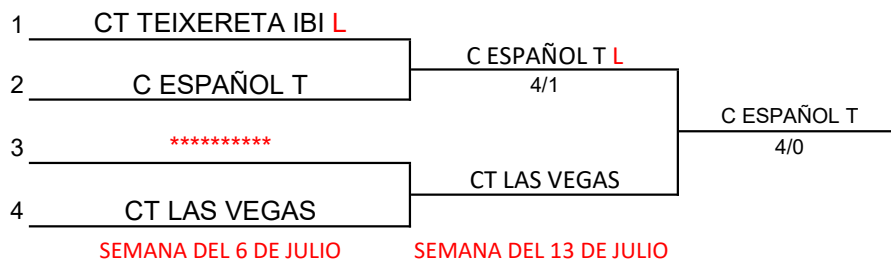 1 CT TEIXERETA IBI L
C ESPAÑOL T L
2 C ESPAÑOL T
4/1
C ESPAÑOL T
3 **********
4/0
CT LAS VEGAS
4 CT LAS VEGAS
SEMANA DEL 6 DE JULIO SEMANA DEL 13 DE JULIO